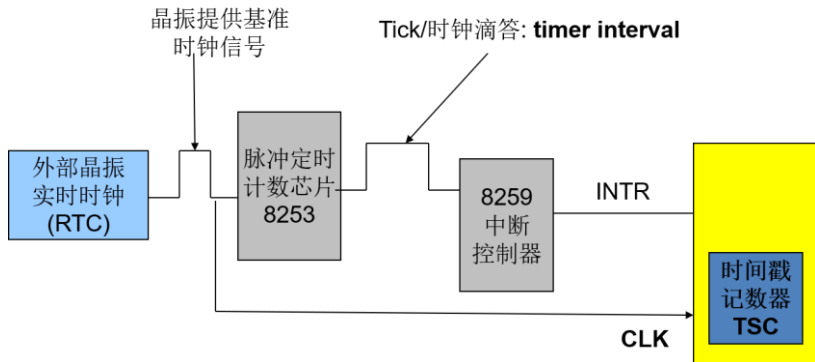 晶振提供基准
时钟信号
Tick/时钟滴答: timer interval
外部晶振
实时时钟
(RTC)
脉冲定时
计数芯片
8253
8259
中断
控制器
INTR
时间戳
记数器
TSC
CLK